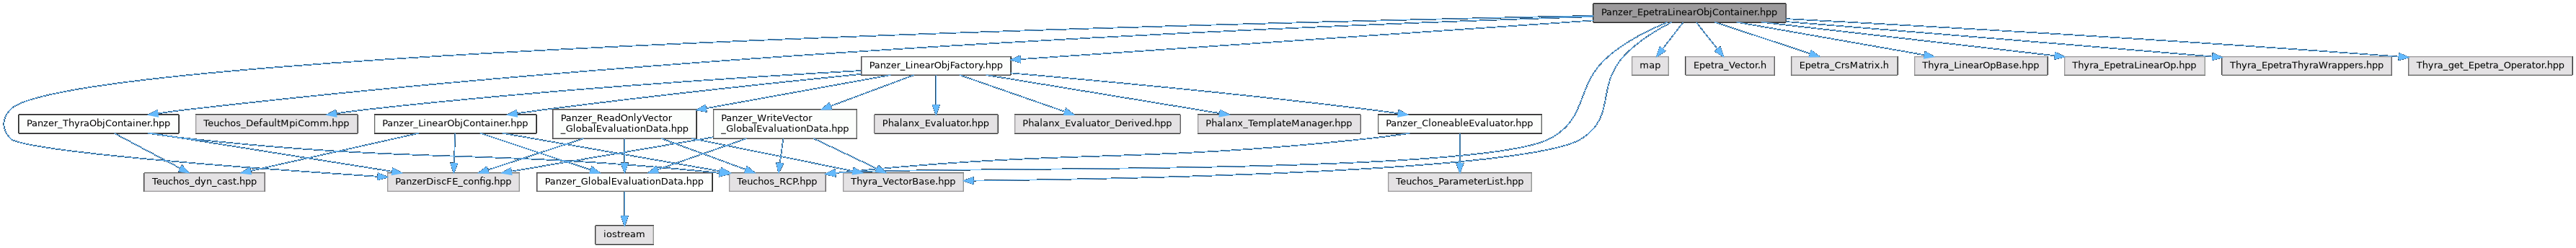 Panzer_EpetraLinearObjContainer.hpp
Panzer_LinearObjFactory.hpp
map
Epetra_Vector.h
Epetra_CrsMatrix.h
Thyra_LinearOpBase.hpp
Thyra_EpetraLinearOp.hpp
Thyra_EpetraThyraWrappers.hpp
Thyra_get_Epetra_Operator.hpp
Panzer_ThyraObjContainer.hpp
Teuchos_DefaultMpiComm.hpp
Panzer_LinearObjContainer.hpp
Panzer_ReadOnlyVector
_GlobalEvaluationData.hpp
Panzer_WriteVector
_GlobalEvaluationData.hpp
Phalanx_Evaluator.hpp
Phalanx_Evaluator_Derived.hpp
Phalanx_TemplateManager.hpp
Panzer_CloneableEvaluator.hpp
Teuchos_dyn_cast.hpp
PanzerDiscFE_config.hpp
Panzer_GlobalEvaluationData.hpp
Teuchos_RCP.hpp
Thyra_VectorBase.hpp
Teuchos_ParameterList.hpp
iostream